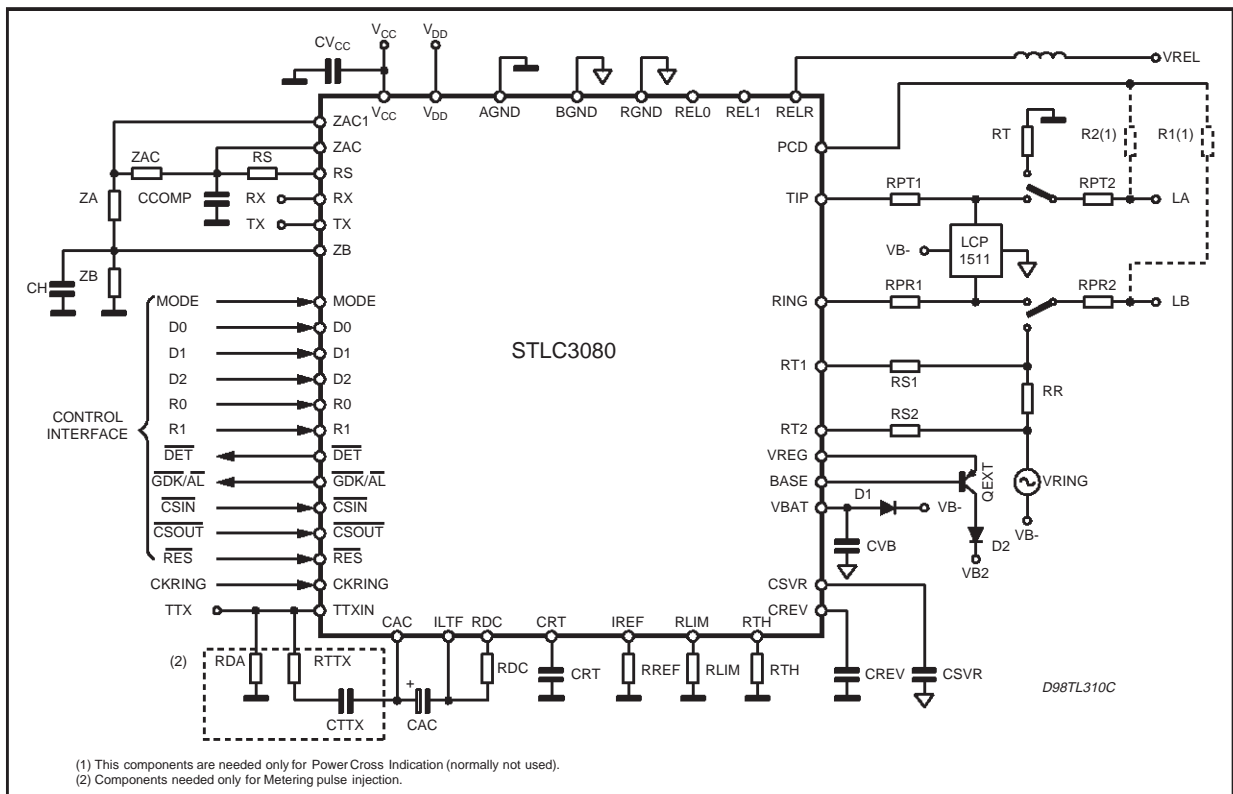 CVCC
VCC
VDD
VREL
VCC
VDD
AGND
BGND
RGND
REL0
REL1
RELR
ZAC1
ZAC
ZAC
RS
RS
CCOMP
RX
RX
TX
TX
ZA
ZB
CH
ZB
PCD
RT
R2(1)
R1(1)
TIP
RPT1
RPT2
LA
VB-
LCP
1511
RING
RPR1
RPR2
LB
STLC3080
CONTROL
INTERFACE
MODE
MODE
D0
D0
D1
D1
D2
D2
R0
R0
R1
R1
DET
DET
GDK/AL
GDK/AL
CSIN
CSIN
CSOUT
CSOUT
RES
RES
CKRING
CKRING
TTX
TTXIN
RT1
RS1
RR
RT2
RS2
VREG
BASE
QEXT
VRING
VB-
VBAT
D1
VB-
CVB
D2
VB2
CSVR
CREV
CAC
ILTF
RDC
CRT
IREF
RLIM
RTH
(2)
RDA
RTTX
CTTX
+
CAC
RDC
CRT
RREF
RLIM
RTH
CREV
CSVR
D98TL310C
(1) This components are needed only for Power Cross Indication (normally not used).
(2) Components needed only for Metering pulse injection.